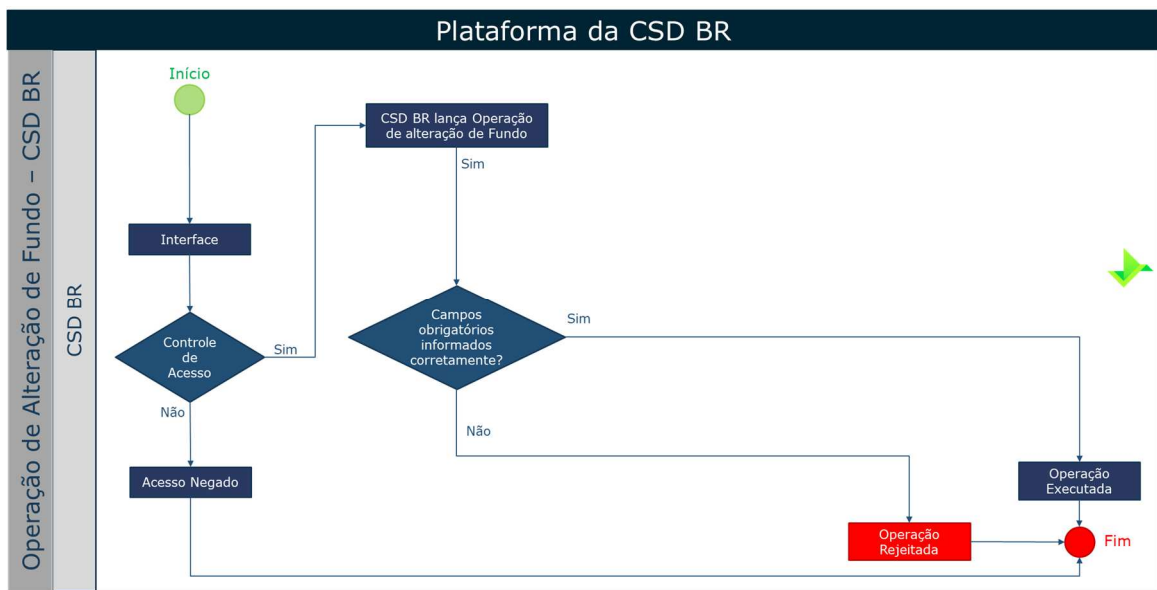 Plataforma da CSD BR
Operação de Alteração de Fundo – CSD BR
CSD BR
Início
CSD BR lança Operação
de alteração de Fundo
Sim
Interface
Controle
de
Acesso
Sim
Campos
obrigatórios
informados
corretamente?
Sim
Não
Não
Acesso Negado
Operação
Executada
Operação
Rejeitada
Fim